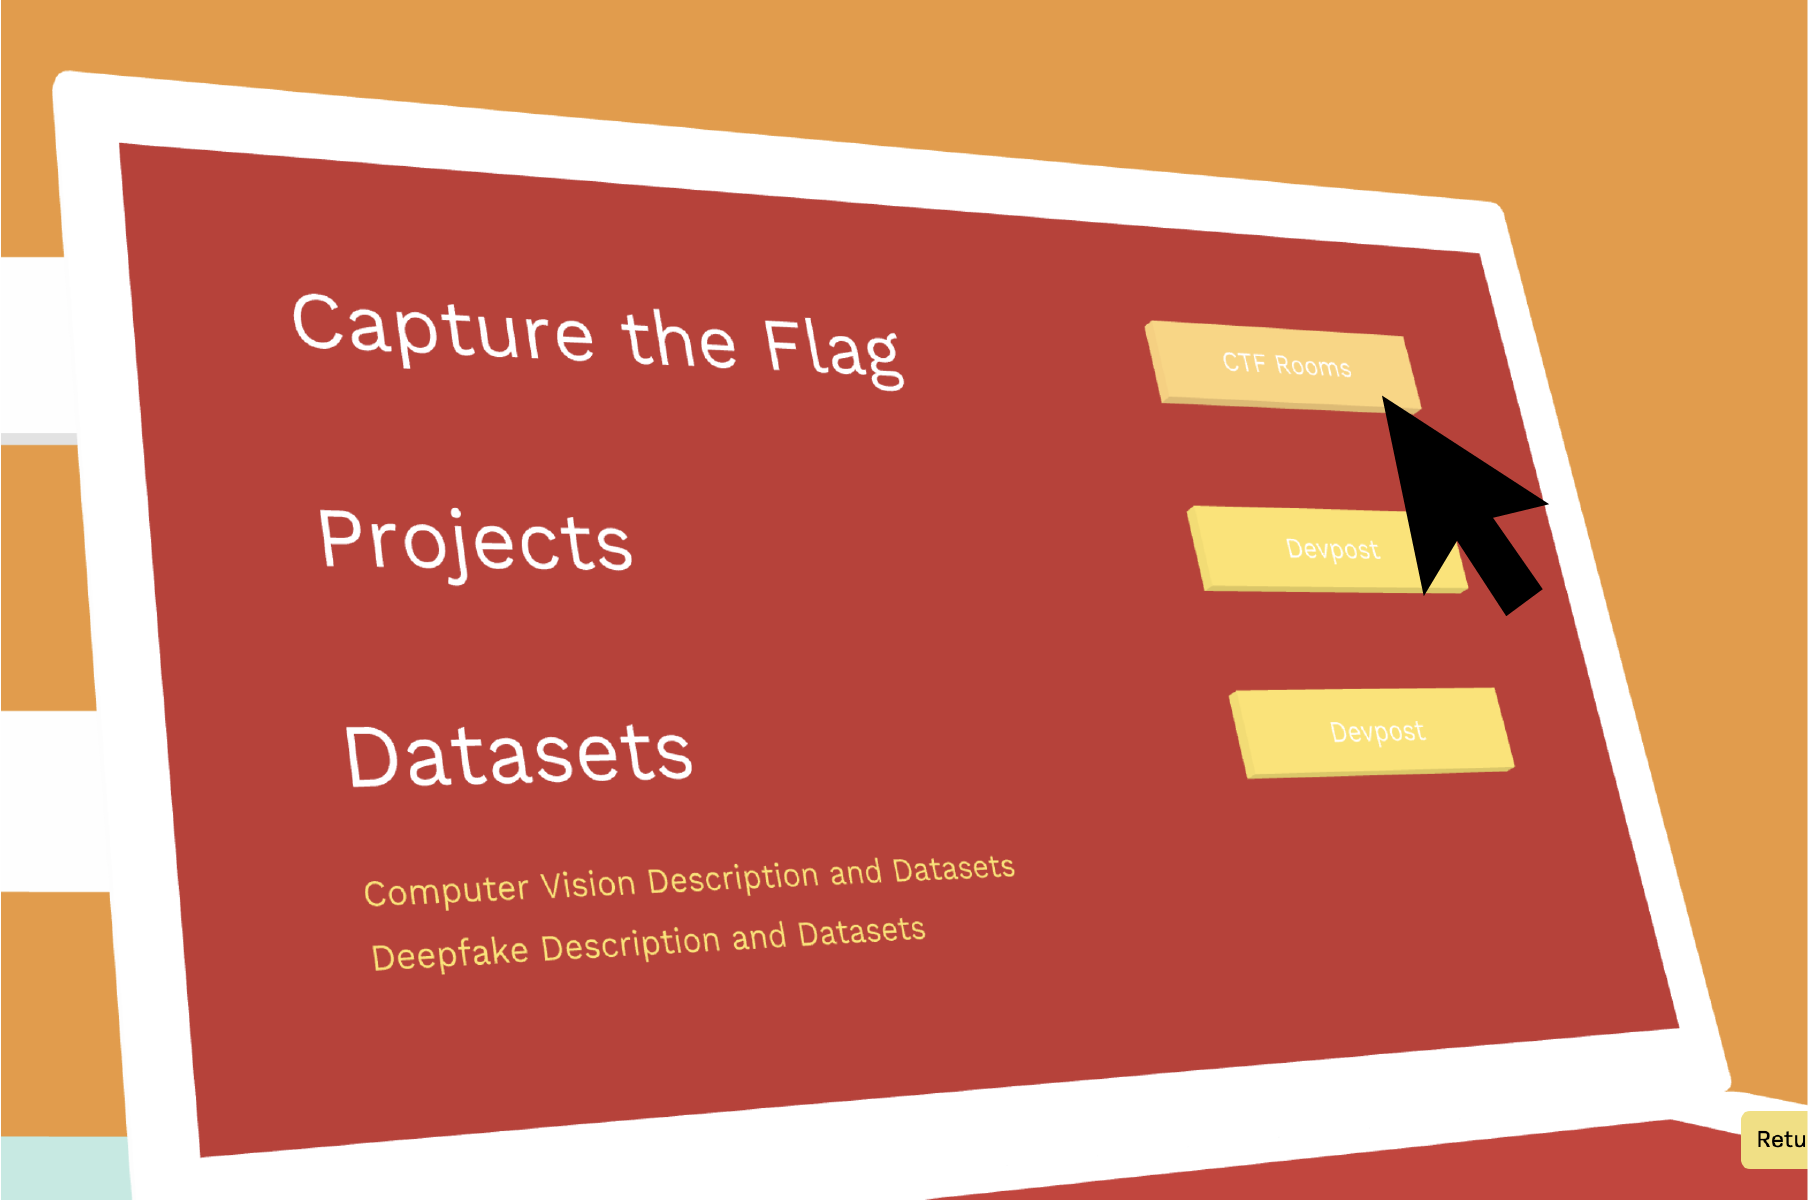 Capture the Flag
CTF Rooms
Projects
Devpost
Datasets
Devpost
Computer Vision Description and Datasets
Deepfake Description and Datasets
Retu